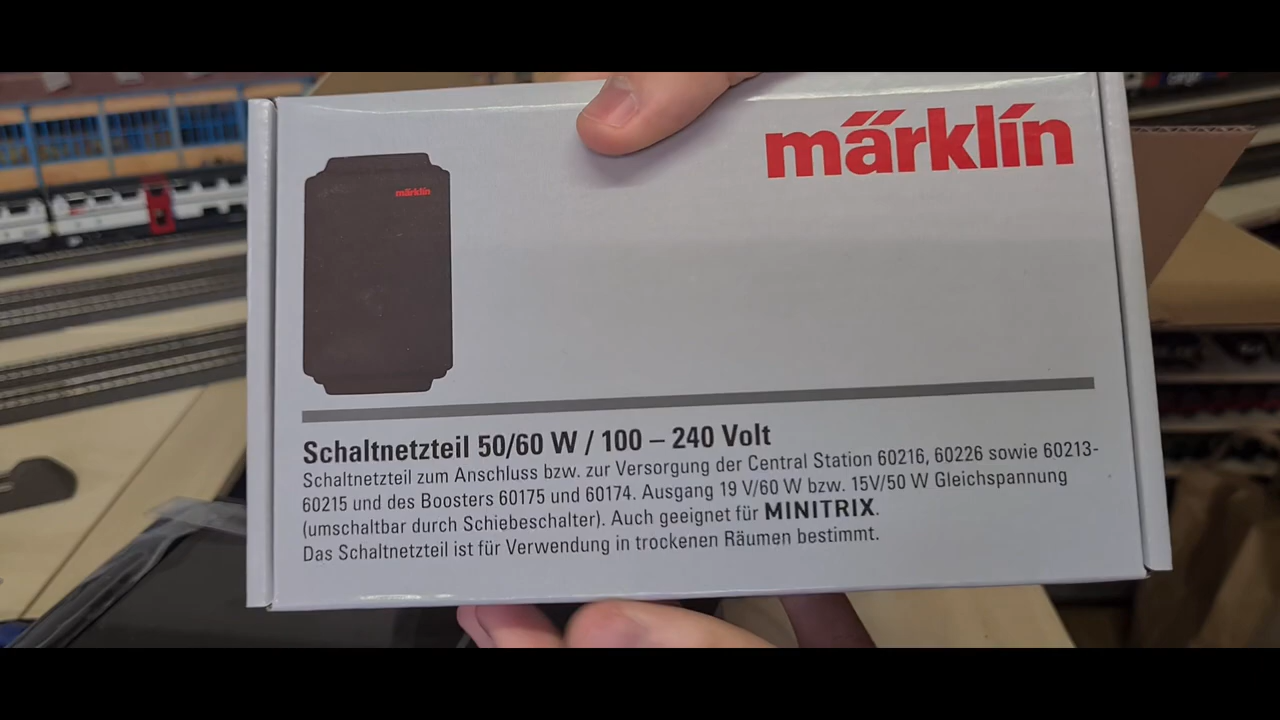 märklin
märklin
Schaltnetzteil 50/60 W / 100 – 240 Volt
Schaltnetzteil zum Anschluss bzw. zur Versorgung der Central Station 60216, 60226 sowie 60213-
60215 und des Boosters 60175 und 60174. Ausgang 19 V/60 W bzw. 15V/50 W Gleichspannung
(umschaltbar durch Schiebeschalter). Auch geeignet für MINITRIX.
Das Schaltnetzteil ist für Verwendung in trockenen Räumen bestimmt.